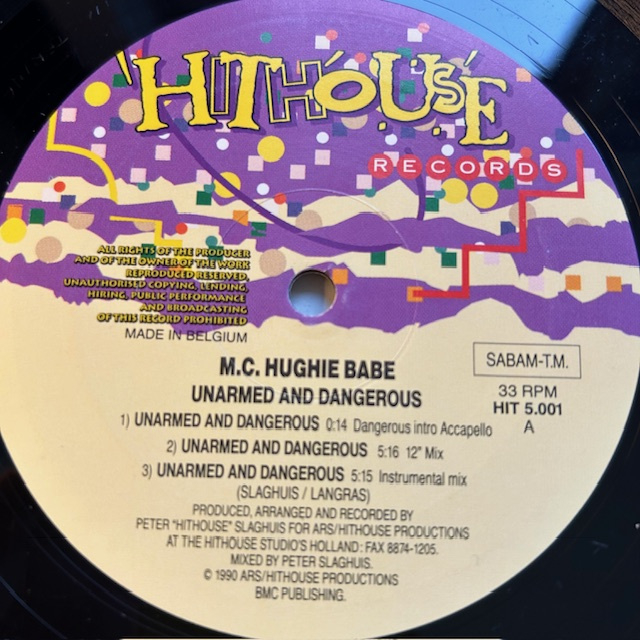 HITHOUSE
RECORDS
ALL RIGHTS OF THE PRODUCER
AND OF THE OWNER OF THE WORK
REPRODUCED RESERVED,
UNAUTHORISED COPYING, LENDING,
HIRING, PUBLIC PERFORMANCE
AND BROADCASTING
OF THIS RECORD PROHIBITED
MADE IN BELGIUM
SABAM-T.M.
33 RPM
HIT 5.001
A
M.C. HUGHIE BABE
UNARMED AND DANGEROUS
1) UNARMED AND DANGEROUS 0:14 Dangerous intro Accapello
2) UNARMED AND DANGEROUS 5:16 12" Mix
3) UNARMED AND DANGEROUS 5:15 Instrumental mix
(SLAGHUIS / LANGRAS)
PRODUCED, ARRANGED AND RECORDED BY
PETER "HITHOUSE" SLAGHUIS FOR ARS/HITHOUSE PRODUCTIONS
AT THE HITHOUSE STUDIO'S HOLLAND: FAX 8874-1205.
MIXED BY PETER SLAGHUIS.
© 1990 ARS/HITHOUSE PRODUCTIONS
BMC PUBLISHING.